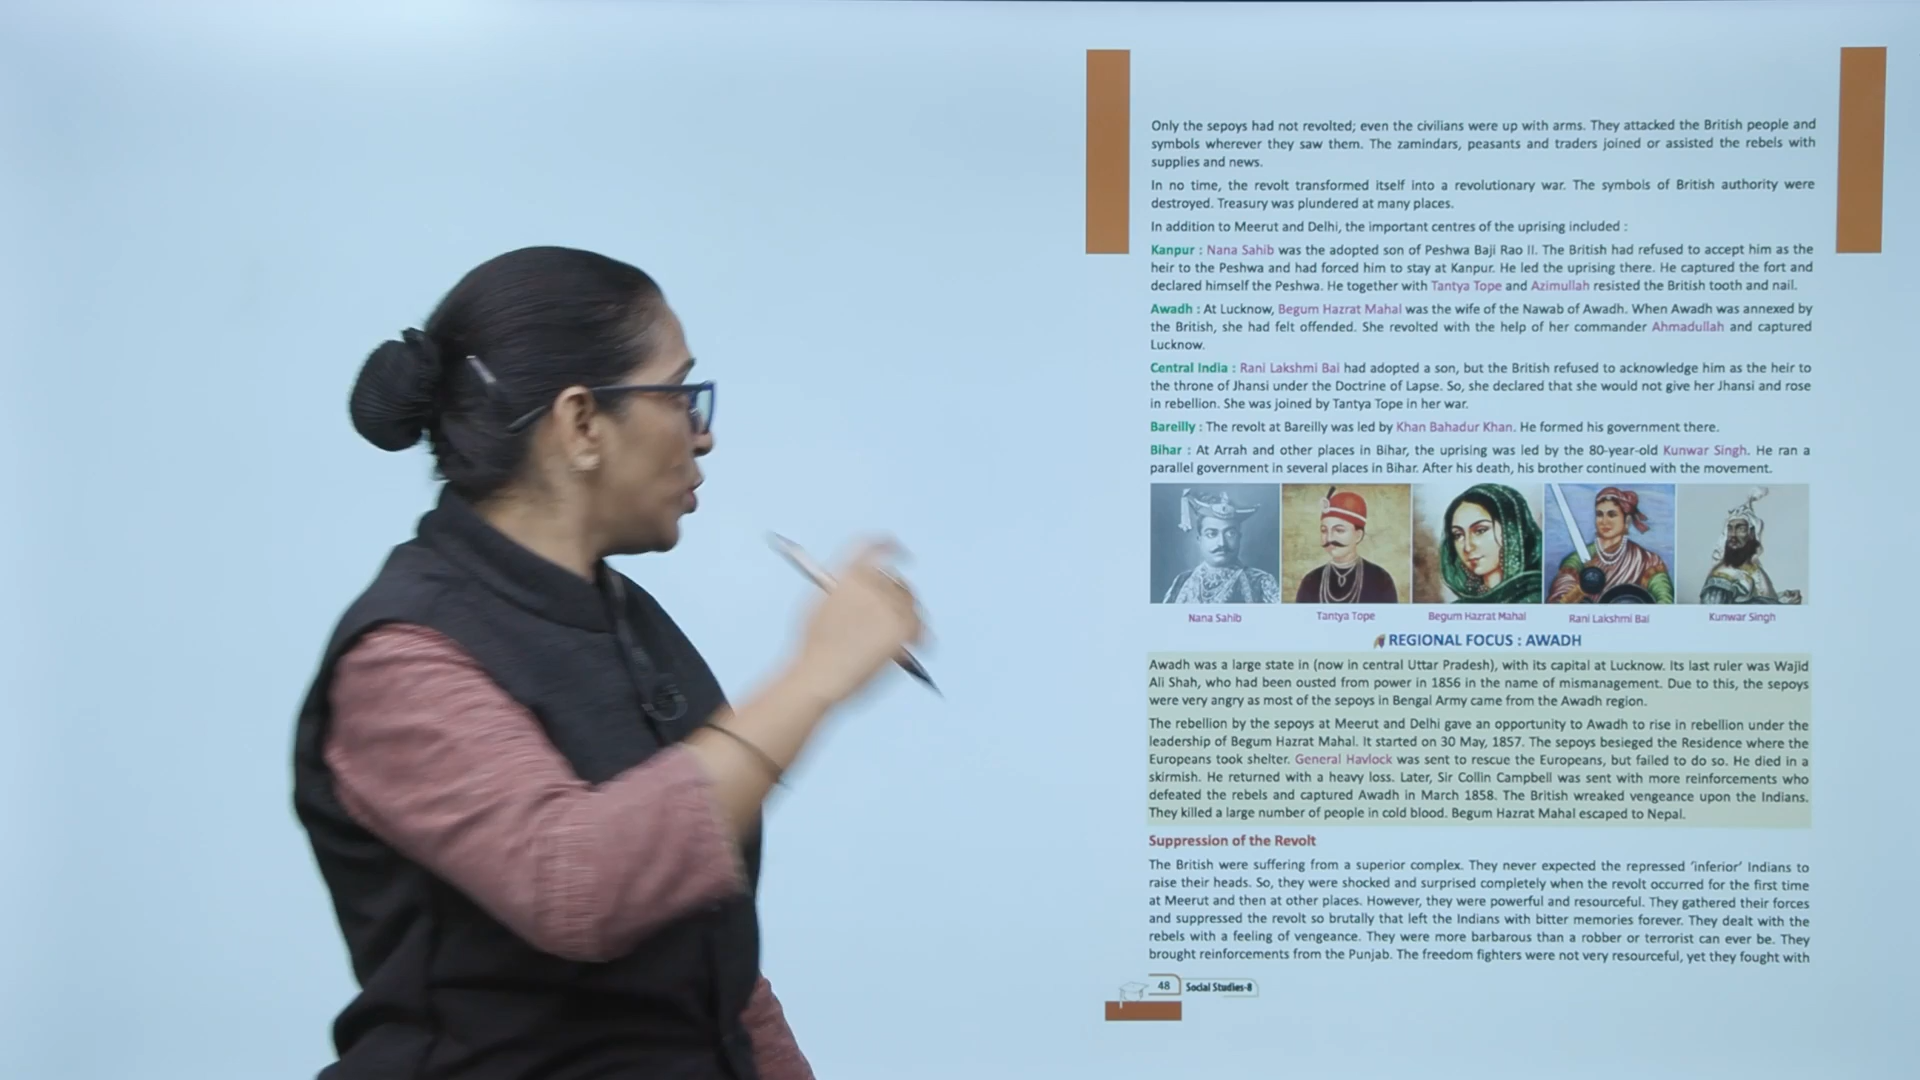 Only the sepoys had not revolted; even the civilians were up with arms. They attacked the British people and
symbols wherever they saw them. The zamindars, peasants and traders joined or assisted the rebels with
supplies and news.
In no time, the revolt transformed itself into a revolutionary war. The symbols of British authority were
destroyed. Treasury was plundered at many places.
In addition to Meerut and Delhi, the important centres of the uprising included :
Kanpur : Nana Sahib was the adopted son of Peshwa Baji Rao II. The British had refused to accept him as the
heir to the Peshwa and had forced him to stay at Kanpur. He led the uprising there. He captured the fort and
declared himself the Peshwa. He together with Tantya Tope and Azimullah resisted the British tooth and nail.
Awadh : At Lucknow, Begum Hazrat Mahal was the wife of the Nawab of Awadh. When Awadh was annexed by
the British, she had felt offended. She revolted with the help of her commander Ahmadullah and captured
Lucknow.
Central India : Rani Lakshmi Bai had adopted a son, but the British refused to acknowledge him as the heir to
the throne of Jhansi under the Doctrine of Lapse. So, she declared that she would not give her Jhansi and rose
in rebellion. She was joined by Tantya Tope in her war.
Bareilly : The revolt at Bareilly was led by Khan Bahadur Khan. He formed his government there.
Bihar : At Arrah and other places in Bihar, the uprising was led by the 80-year-old Kunwar Singh. He ran a
parallel government in several places in Bihar. After his death, his brother continued with the movement.
Nana Sahib Tantya Tope Begum Hazrat Mahal Rani Lakshmi Bai Kunwar Singh
REGIONAL FOCUS : AWADH
Awadh was a large state in (now in central Uttar Pradesh), with its capital at Lucknow. Its last ruler was Wajid
Ali Shah, who had been ousted from power in 1856 in the name of mismanagement. Due to this, the sepoys
were very angry as most of the sepoys in Bengal Army came from the Awadh region.
The rebellion by the sepoys at Meerut and Delhi gave an opportunity to Awadh to rise in rebellion under the
leadership of Begum Hazrat Mahal. It started on 30 May, 1857. The sepoys besieged the Residence where the
Europeans took shelter. General Havlock was sent to rescue the Europeans, but failed to do so. He died in a
skirmish. He returned with a heavy loss. Later, Sir Collin Campbell was sent with more reinforcements who
defeated the rebels and captured Awadh in March 1858. The British wreaked vengeance upon the Indians.
They killed a large number of people in cold blood. Begum Hazrat Mahal escaped to Nepal.
Suppression of the Revolt
The British were suffering from a superior complex. They never expected the repressed 'inferior' Indians to
raise their heads. So, they were shocked and surprised completely when the revolt occurred for the first time
at Meerut and then at other places. However, they were powerful and resourceful. They gathered their forces
and suppressed the revolt so brutally that left the Indians with bitter memories forever. They dealt with the
rebels with a feeling of vengeance. They were more barbarous than a robber or terrorist can ever be. They
brought reinforcements from the Punjab. The freedom fighters were not very resourceful, yet they fought with
48 Social Studies-8